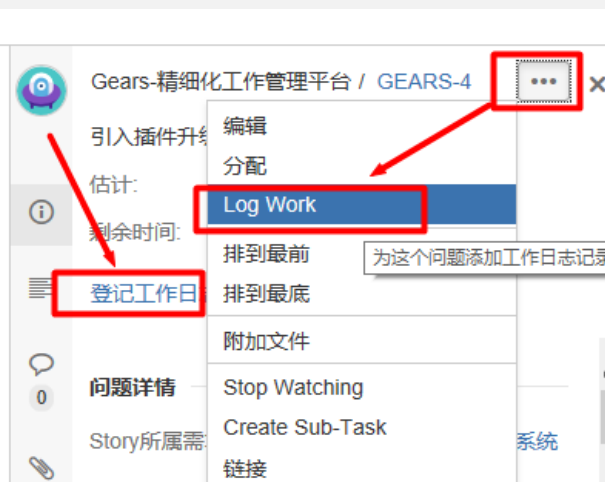 Gears-精细化工作管理平台 / GEARS-4
引入插件升级
编辑
分配
估计:
Log Work
剩余时间:
排到最前
为这个问题添加工作日志记录
登记工作日
排到最底
附加文件
问题详情
Stop Watching
0
Create Sub-Task
Story所属需
系统
链接